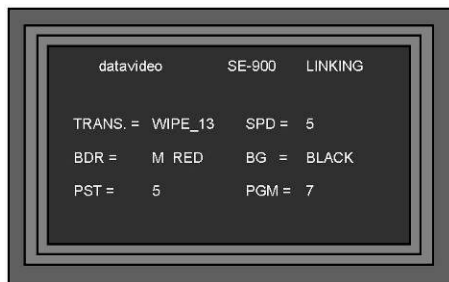 datavideo SE-900 LINKING
TRANS. = WIPE_13 SPD = 5
BDR = M RED BG = BLACK
PST = 5 PGM = 7